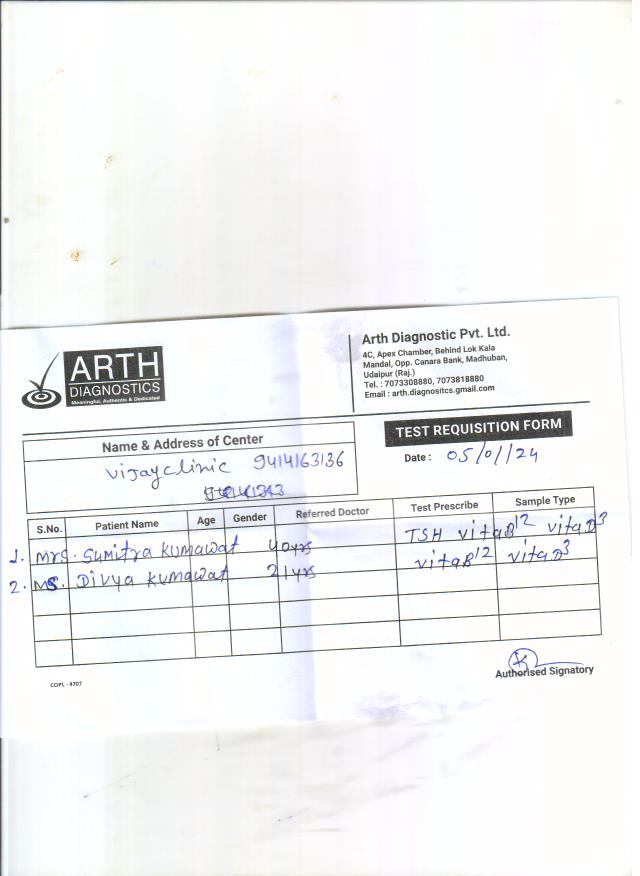 ARTH
DIAGNOSTICS
Meaningful, Authentic & Dedicated
Arth Diagnostic Pvt. Ltd.
4C, Apex Chamber, Behind Lok Kala
Mandal, Opp. Canara Bank, Madhuban,
Udaipur (Raj.)
Tel. : 7073308880, 7073818880
Email : arth.diagnositcs.gmail.com
TEST REQUISITION FORM
Date : 05/01/24
Name & Address of Center
Vijay clinic 9414163136
S.No. Patient Name Age Gender Referred Doctor Test Prescribe Sample Type
1. Mrs. Sumitra Kumawat 40yrs TSH vitaB12 vitaD3
2. Ms. Divya Kumawat 21yrs vitaB12 vitaD3
COPL - 4707
Authorised Signatory